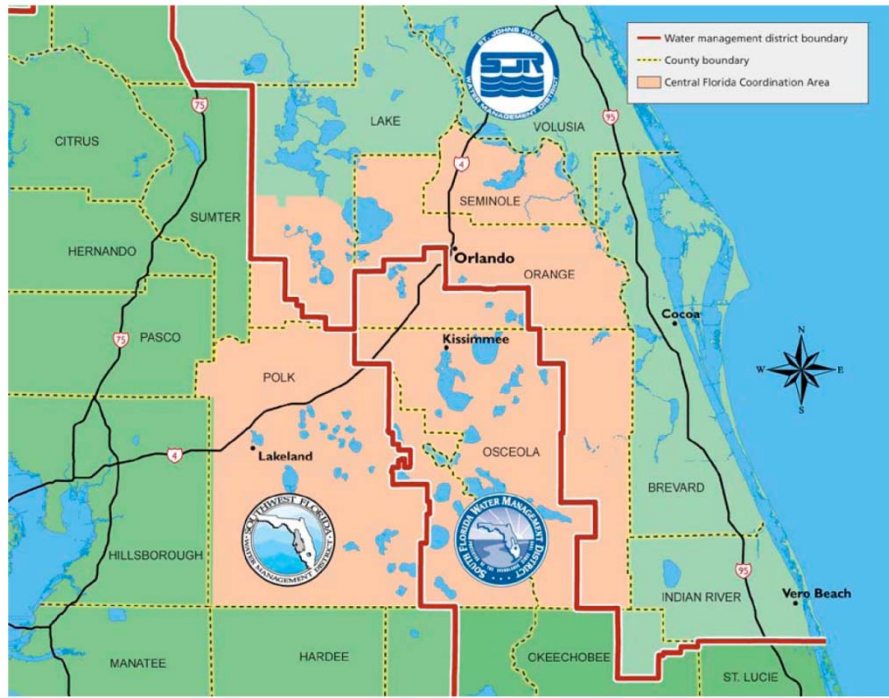 Water management district boundary
County boundary
Central Florida Coordination Area
ST. JOHNS RIVER
SJR
WATER MANAGEMENT DISTRICT
75
95
LAKE
VOLUSIA
CITRUS
4
SEMINOLE
SUMTER
HERNANDO
Orlando
ORANGE
Cocoa
75
PASCO
Kissimmee
N
W E
S
POLK
4
Lakeland
OSCEOLA
BREVARD
SOUTHWEST FLORIDA
WATER MANAGEMENT DISTRICT
SOUTH FLORIDA WATER MANAGEMENT DISTRICT
HILLSBOROUGH
95
INDIAN RIVER
Vero Beach
MANATEE
HARDEE
OKEECHOBEE
ST. LUCIE